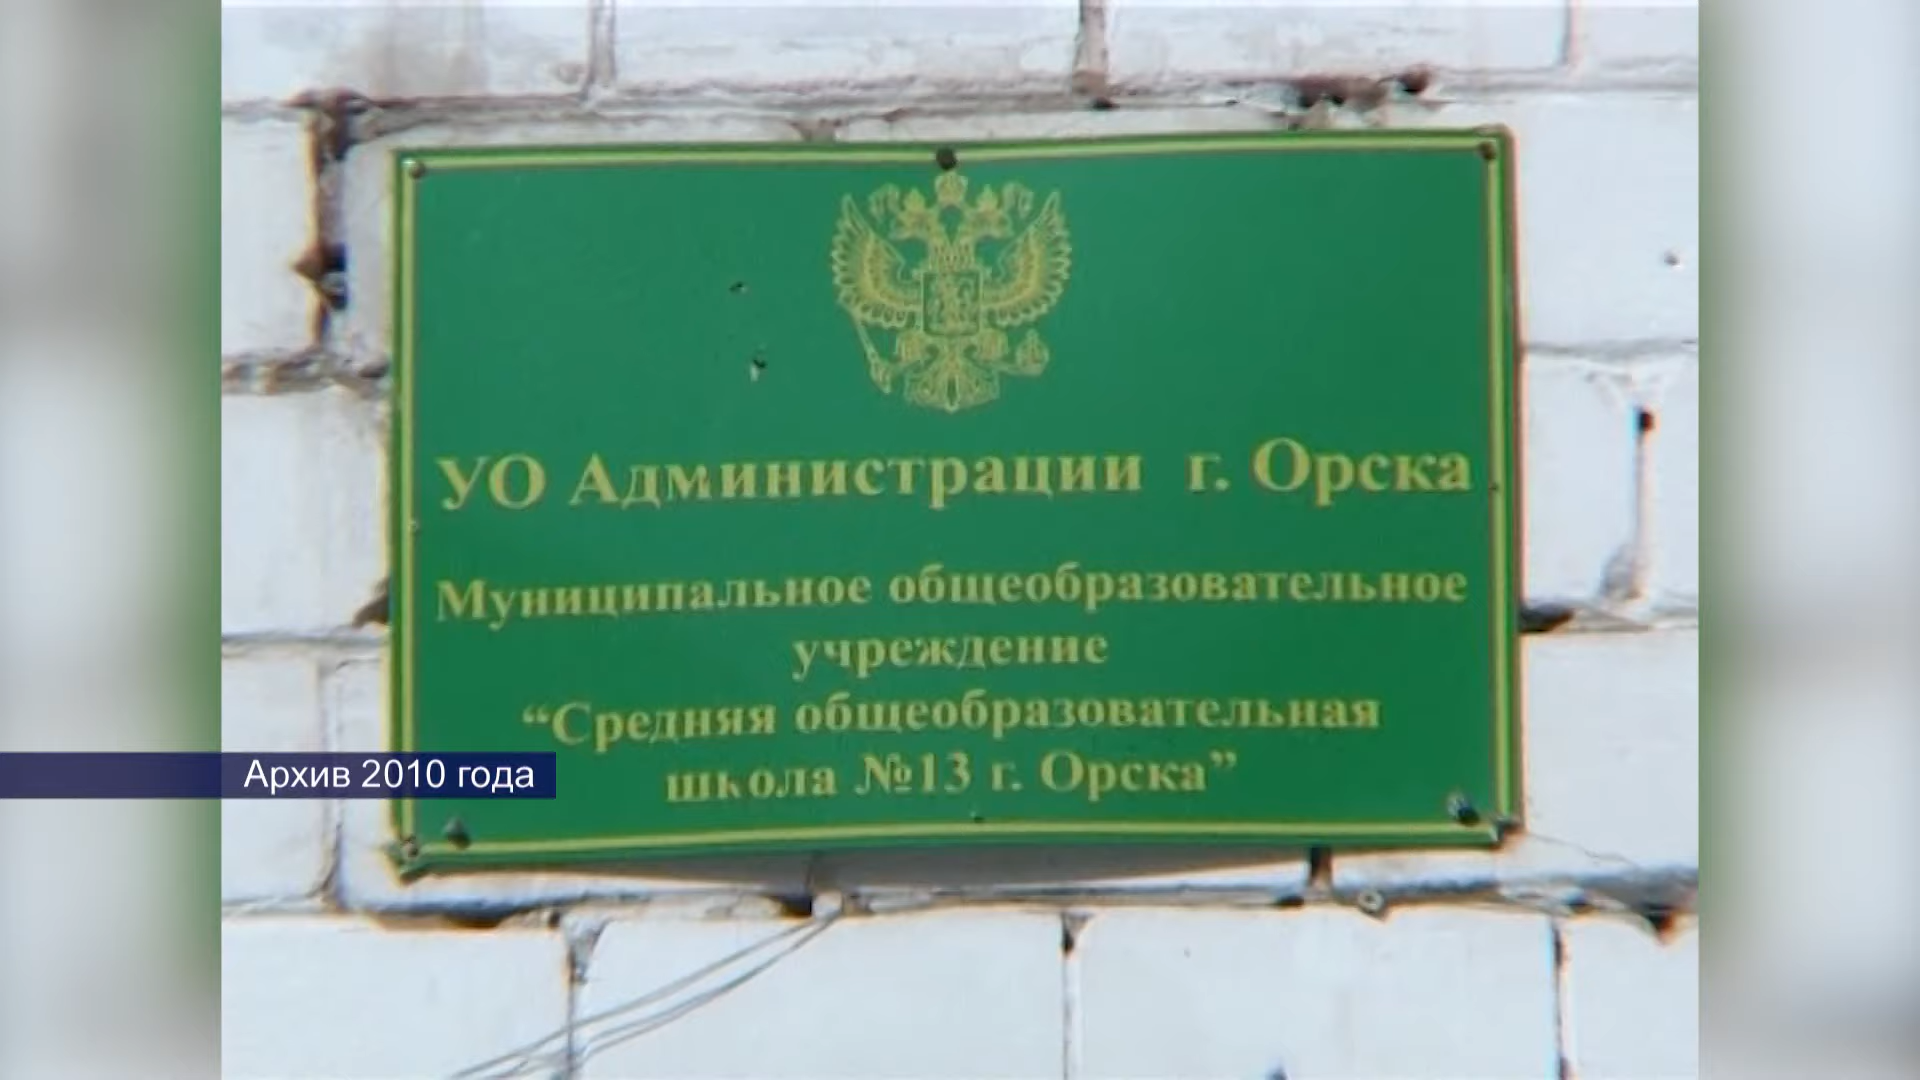 УО Администрации г. Орска
Муниципальное общеобразовательное
учреждение
“Средняя общеобразовательная
школа №13 г. Орска”
Архив 2010 года